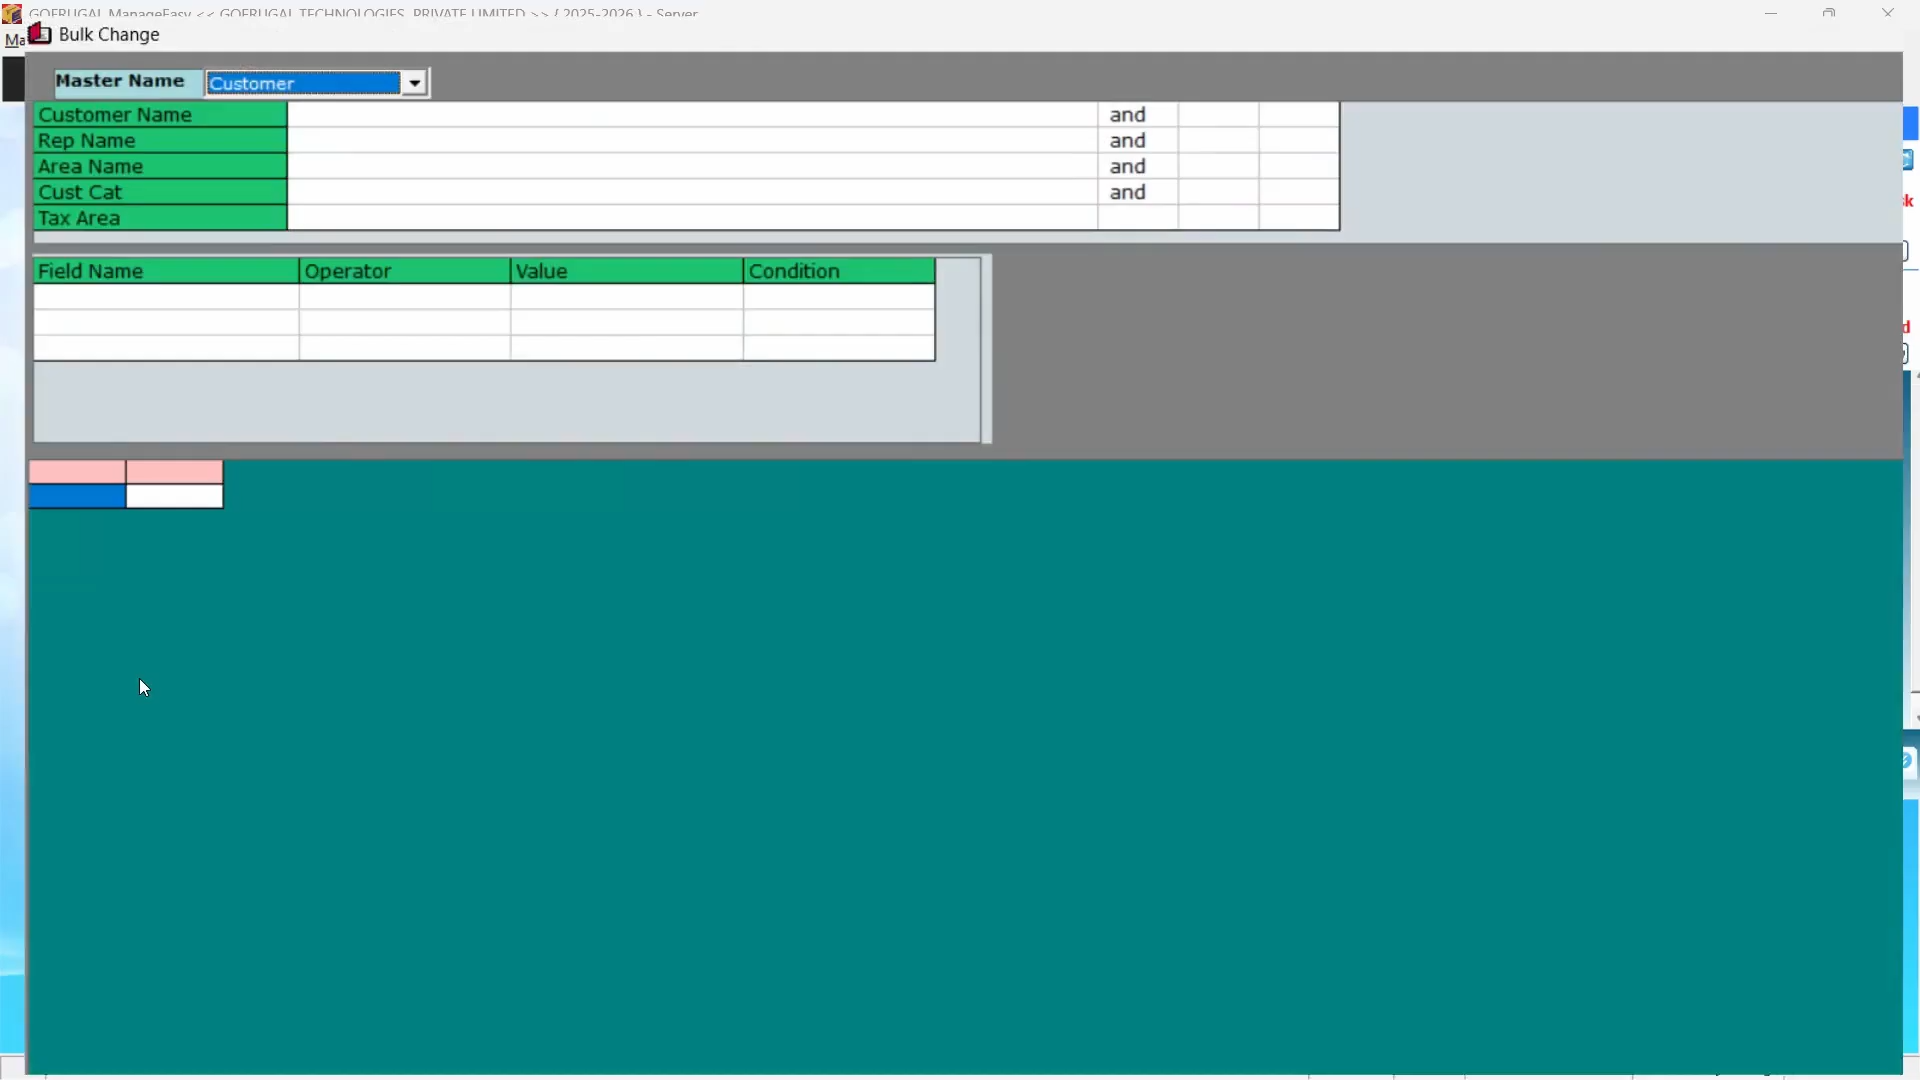 GOFRUGAL ManageEasy << GOFRUGAL TECHNOLOGIES PRIVATE LIMITED >> ( 2025-2026 ) - Server
Ma
Bulk Change
Master Name Customer
Customer Name and
Rep Name and
Area Name and
Cust Cat and
Tax Area
Field Name Operator Value Condition